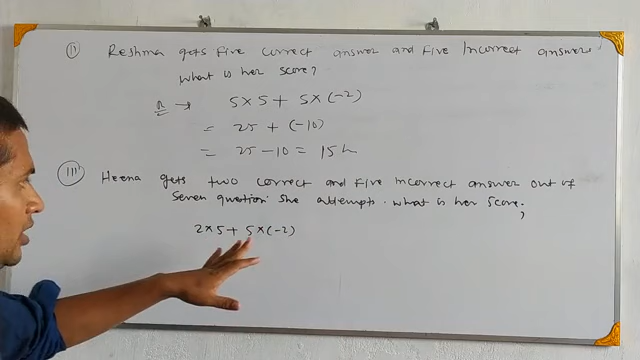 ii) Reshma gets five correct answer and five Incorrect answer.
what is her score?
R → 5×5 + 5×(-2)
= 25 + (-10)
= 25 - 10 = 15
iii) Heena gets two correct and five incorrect answer out of
Seven question she attempts. what is her score?
2×5 + 5×(-2)